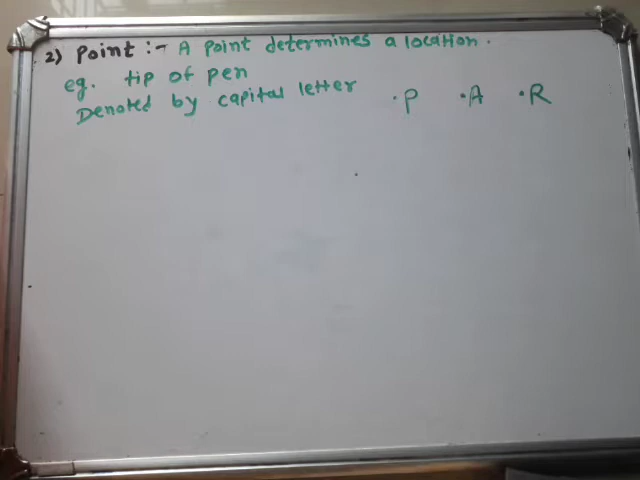 2) Point :- A point determines a location.
eg. tip of pen
Denoted by capital letter .P .A .R